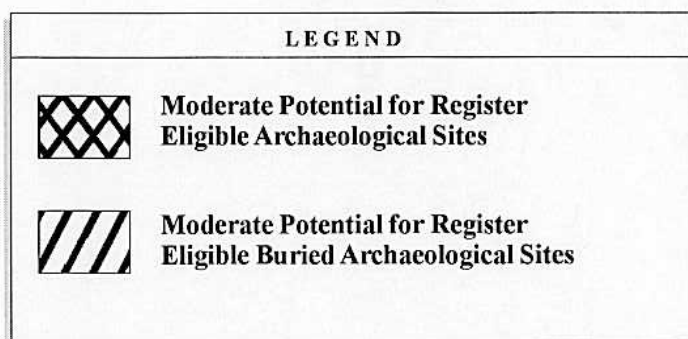 LEGEND
Moderate Potential for Register
Eligible Archaeological Sites
Moderate Potential for Register
Eligible Buried Archaeological Sites